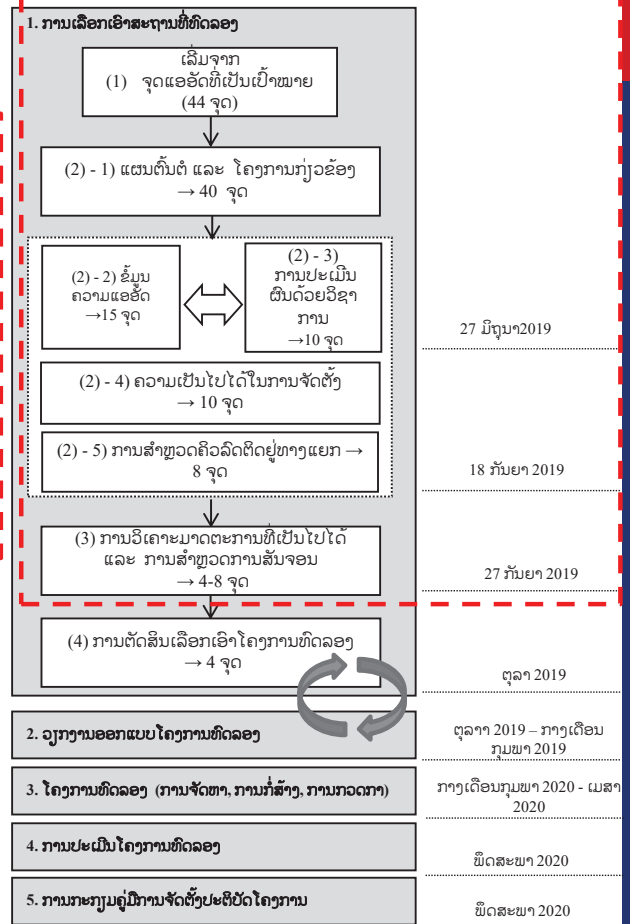 1. ການເລືອກເອົາສະຖານທີ່ທົດລອງ
ເລີ່ມຈາກ
(1) ຈຸດແອອັດທີ່ເປັນເປົ້າໝາຍ
(44 ຈຸດ)
(2) - 1) ແຜນຕົ້ນຕໍ ແລະ ໂຄງການກ່ຽວຂ້ອງ
→ 40 ຈຸດ
(2) - 2) ຂໍ້ມູນ
ຄວາມແອອັດ
→15 ຈຸດ
(2) - 3)
ການປະເມີນ
ຜົນດ້ວຍວິຊາ
ການ
→10 ຈຸດ
27 ມິຖຸນາ2019
(2) - 4) ຄວາມເປັນໄປໄດ້ໃນການຈັດຕັ້ງ
→ 10 ຈຸດ
(2) - 5) ການສຳຫຼວດຄິວລົດຕິດຢູ່ທາງແຍກ →
8 ຈຸດ
18 ກັນຍາ 2019
(3) ການວິເຄາະມາດຕະການທີ່ເປັນໄປໄດ້
ແລະ ການສຳຫຼວດການສັນຈອນ
→ 4-8 ຈຸດ
27 ກັນຍາ 2019
(4) ການຕັດສິນເລືອກເອົາໂຄງການທົດລອງ
→ 4 ຈຸດ
ຕຸລາ 2019
2. ວຽກງານອອກແບບໂຄງການທົດລອງ
ຕຸລາາ 2019 – ກາງເດືອນ
ກຸມພາ 2019
3. ໂຄງການທົດລອງ (ການຈັດຫາ, ການກໍ່ສ້າງ, ການກວດກາ)
ກາງເດືອນກຸມພາ 2020 - ເມສາ
2020
4. ການປະເມີນໂຄງການທົດລອງ
ພຶດສະພາ 2020
5. ການກະກຽມຄູ່ມືການຈັດຕັ້ງປະຕິບັດໂຄງການ
ພຶດສະພາ 2020